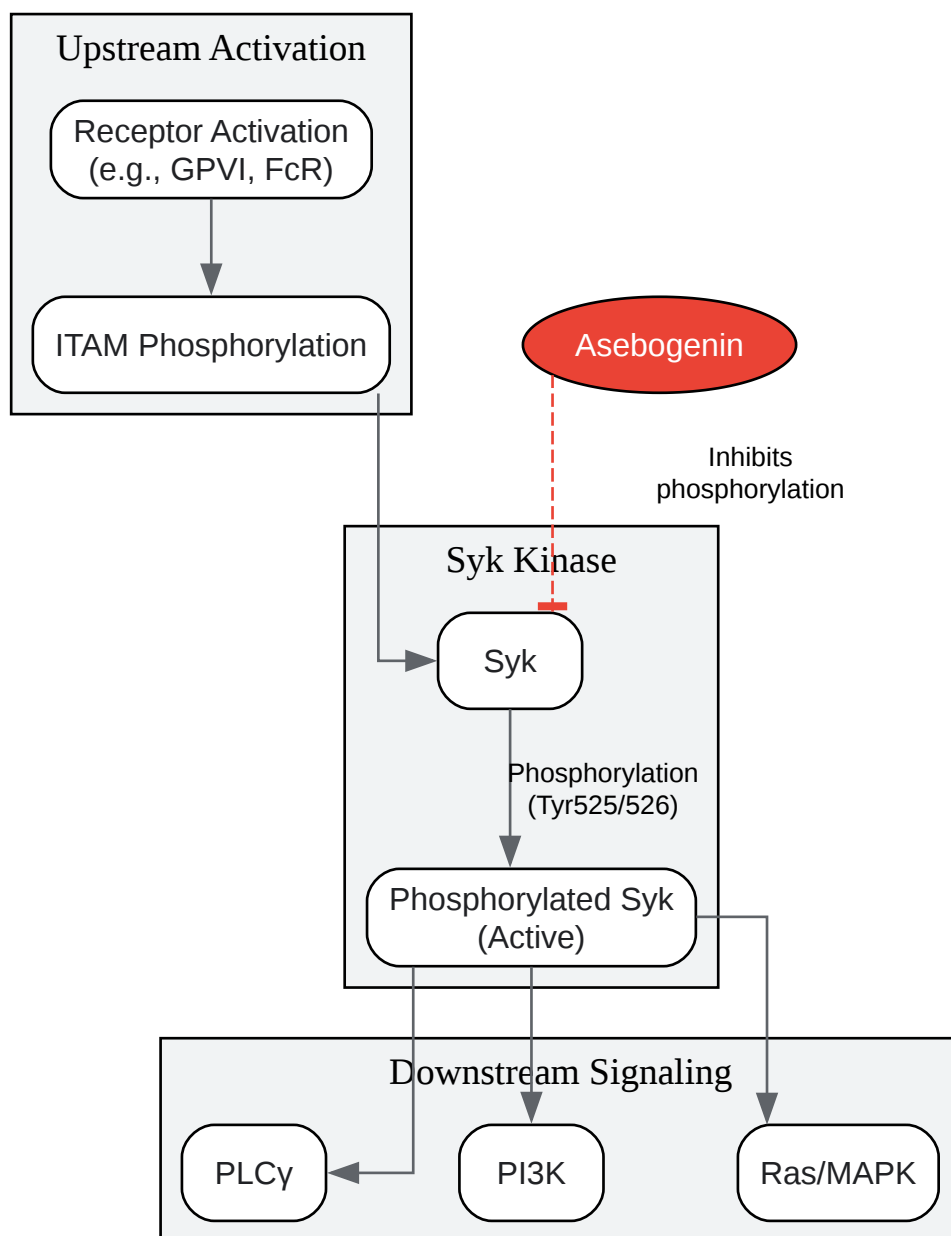 Upstream Activation
Receptor Activation
(e.g., GPVI, FcR)
ITAM Phosphorylation
Asebogenin
Inhibits
phosphorylation
Syk Kinase
Syk
Phosphorylation
(Tyr525/526)
Phosphorylated Syk
(Active)
Downstream Signaling
PLCγ
PI3K
Ras/MAPK